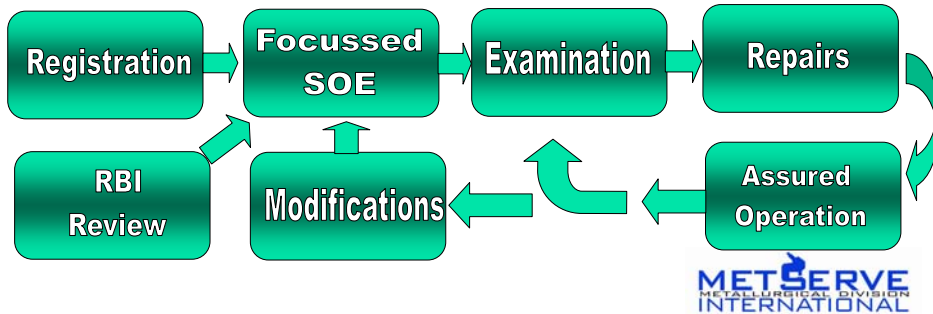 Registration
Focussed
SOE
Examination
Repairs
RBI
Review
Modifications
Assured
Operation
METSERVE
METALLURGICAL DIVISION
INTERNATIONAL